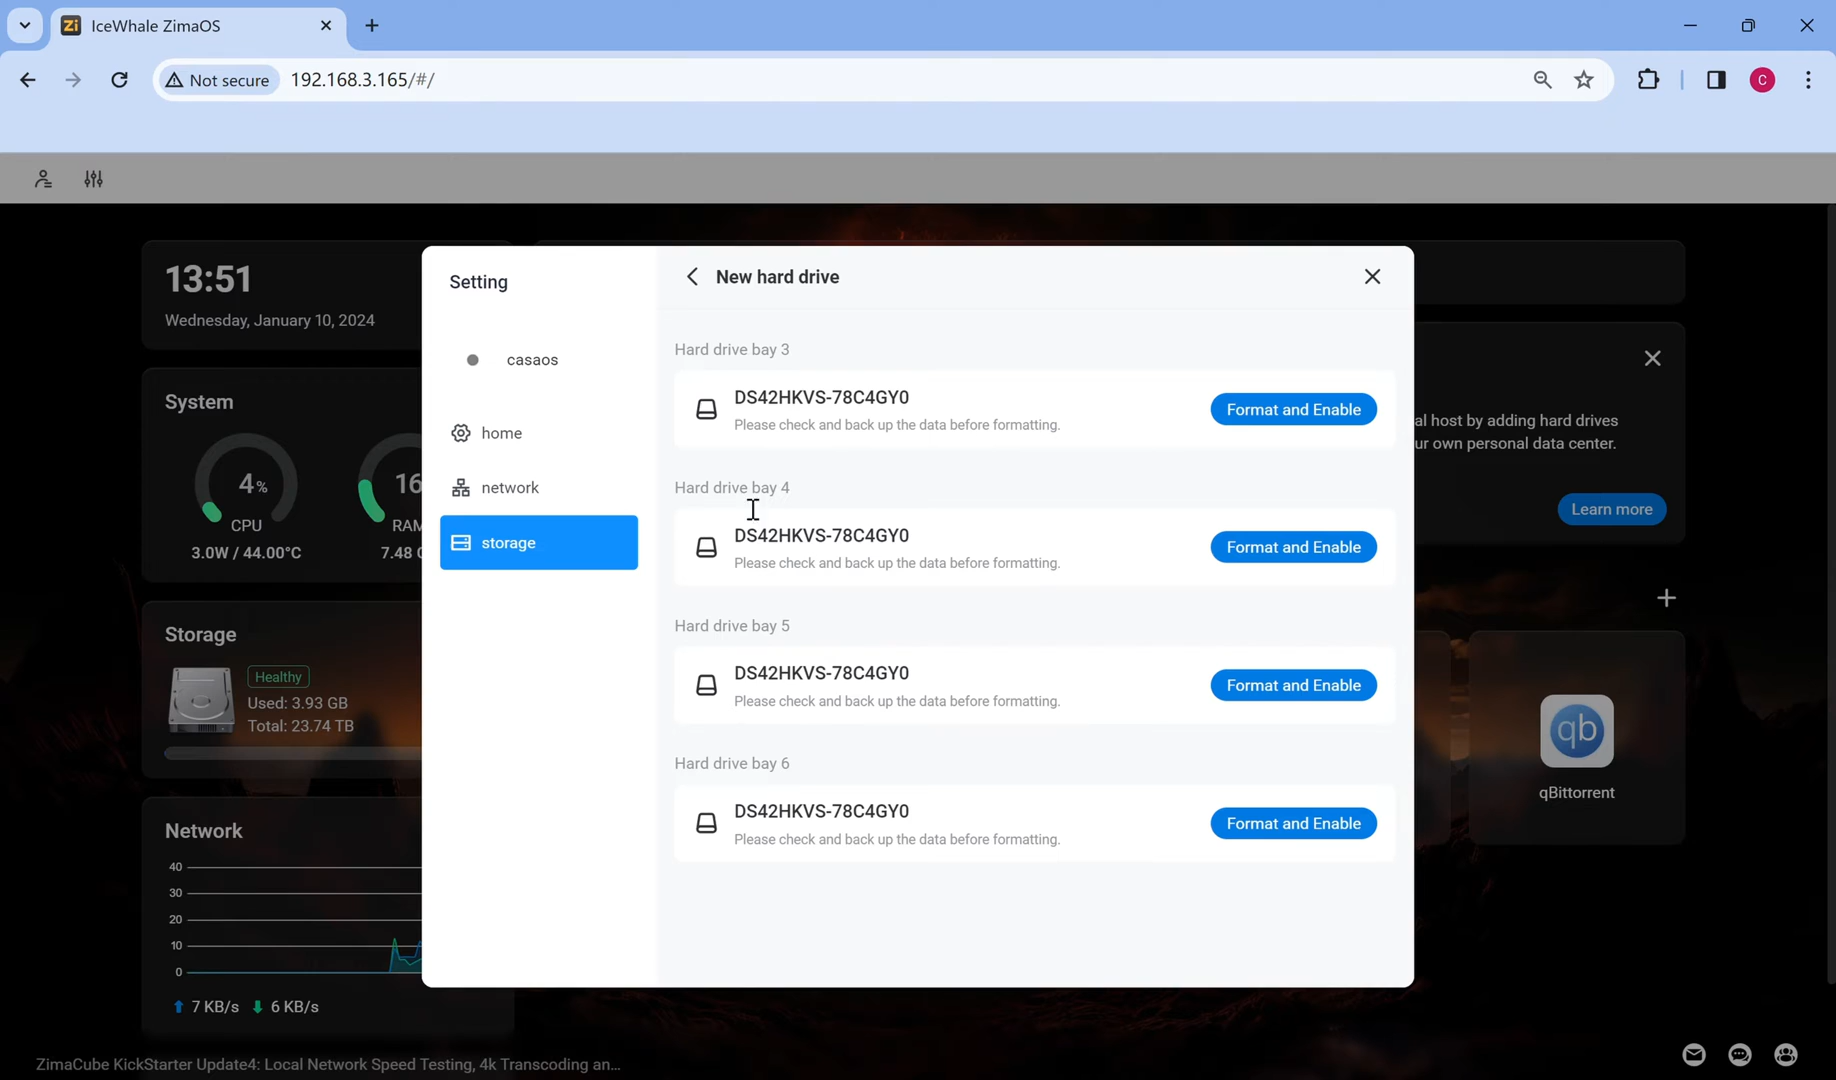 IceWhale ZimaOS
Not secure
192.168.3.165/#/
C
13:51
Wednesday, January 10, 2024
System
4%
CPU
3.0W / 44.00°C
16
RAM
7.48
Storage
Healthy
Used: 3.93 GB
Total: 23.74 TB
Network
40
30
20
10
0
7 KB/s
6 KB/s
Setting
casaos
home
network
storage
New hard drive
Hard drive bay 3
DS42HKVS-78C4GY0
Please check and back up the data before formatting.
Format and Enable
Hard drive bay 4
DS42HKVS-78C4GY0
Please check and back up the data before formatting.
Format and Enable
Hard drive bay 5
DS42HKVS-78C4GY0
Please check and back up the data before formatting.
Format and Enable
Hard drive bay 6
DS42HKVS-78C4GY0
Please check and back up the data before formatting.
Format and Enable
al host by adding hard drives
ur own personal data center.
Learn more
qb
qBittorrent
ZimaCube KickStarter Update4: Local Network Speed Testing, 4k Transcoding an...